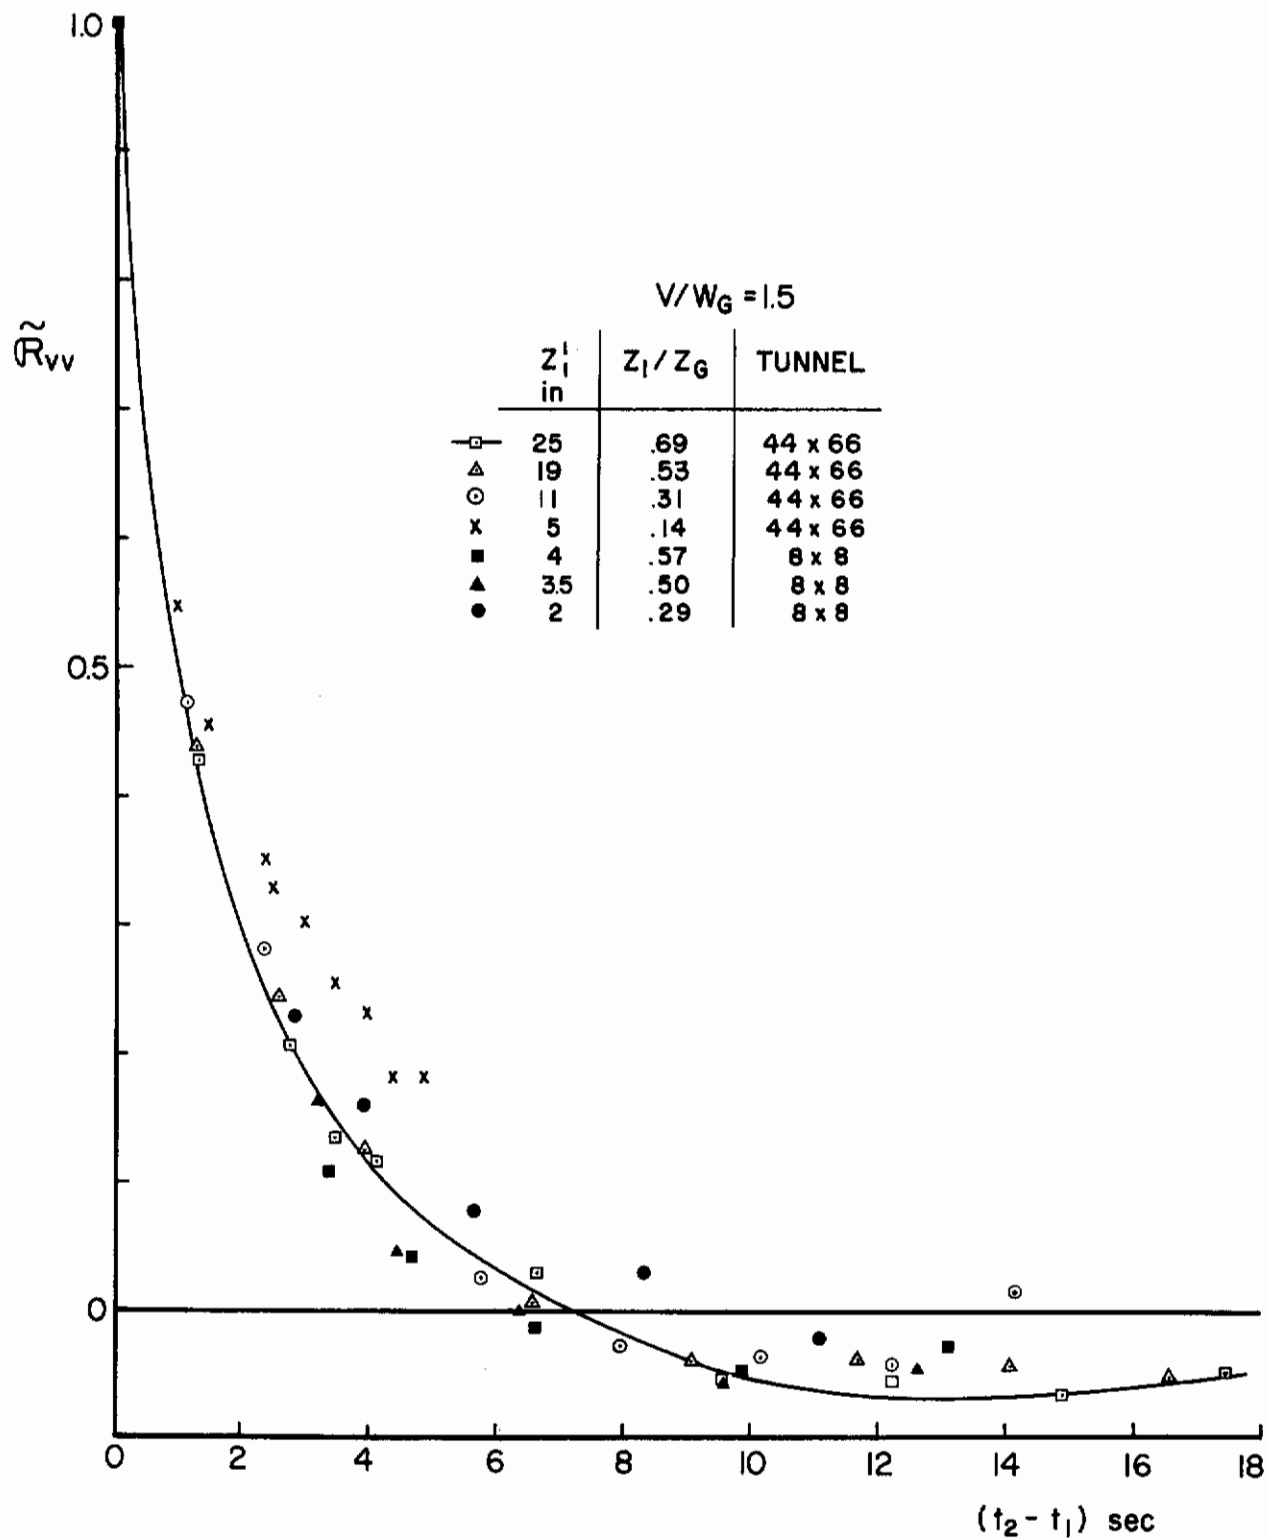 1.0
R̃vv
0.5
0
V/WG = 1.5
Z1' in | Z1/ZG | TUNNEL
25 .69 44 x 66
19 .53 44 x 66
11 .31 44 x 66
5 .14 44 x 66
4 .57 8 x 8
3.5 .50 8 x 8
2 .29 8 x 8
0 2 4 6 8 10 12 14 16 18
(t2 - t1) sec